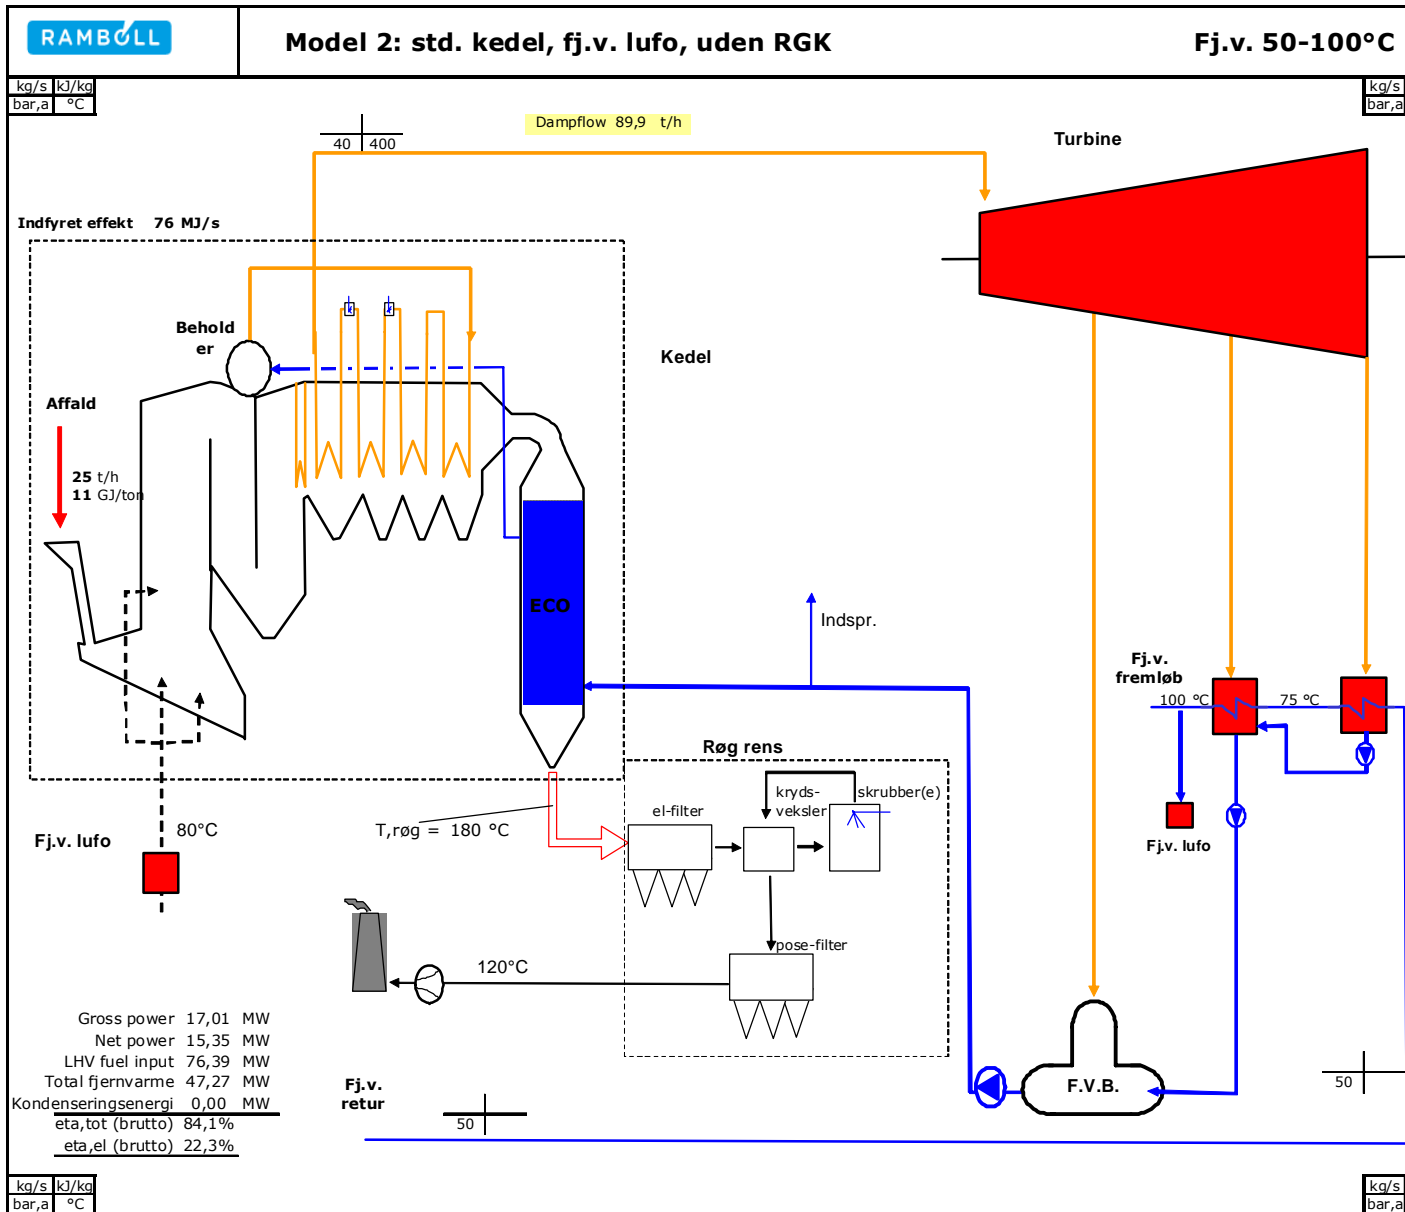 RAMBOLL
Model 2: std. kedel, fj.v. lufo, uden RGK
Fj.v. 50-100°C
kg/s kJ/kg
bar,a °C
kg/s
bar,a
40 400
Dampflow 89,9 t/h
Turbine
Indfyret effekt 76 MJ/s
Behold
er
Kedel
Affald
25 t/h
11 GJ/ton
ECO
Indspr.
Fj.v.
fremløb
100 °C
75 °C
Fj.v. lufo
Røg rens
kryds-
veksler
skrubber(e)
el-filter
T,røg = 180 °C
80°C
Fj.v. lufo
pose-filter
120°C
Gross power 17,01 MW
Net power 15,35 MW
LHV fuel input 76,39 MW
Total fjernvarme 47,27 MW
Kondenseringsenergi 0,00 MW
eta,tot (brutto) 84,1%
eta,el (brutto) 22,3%
Fj.v.
retur
50
F.V.B.
50
kg/s kJ/kg
bar,a °C
kg/s
bar,a